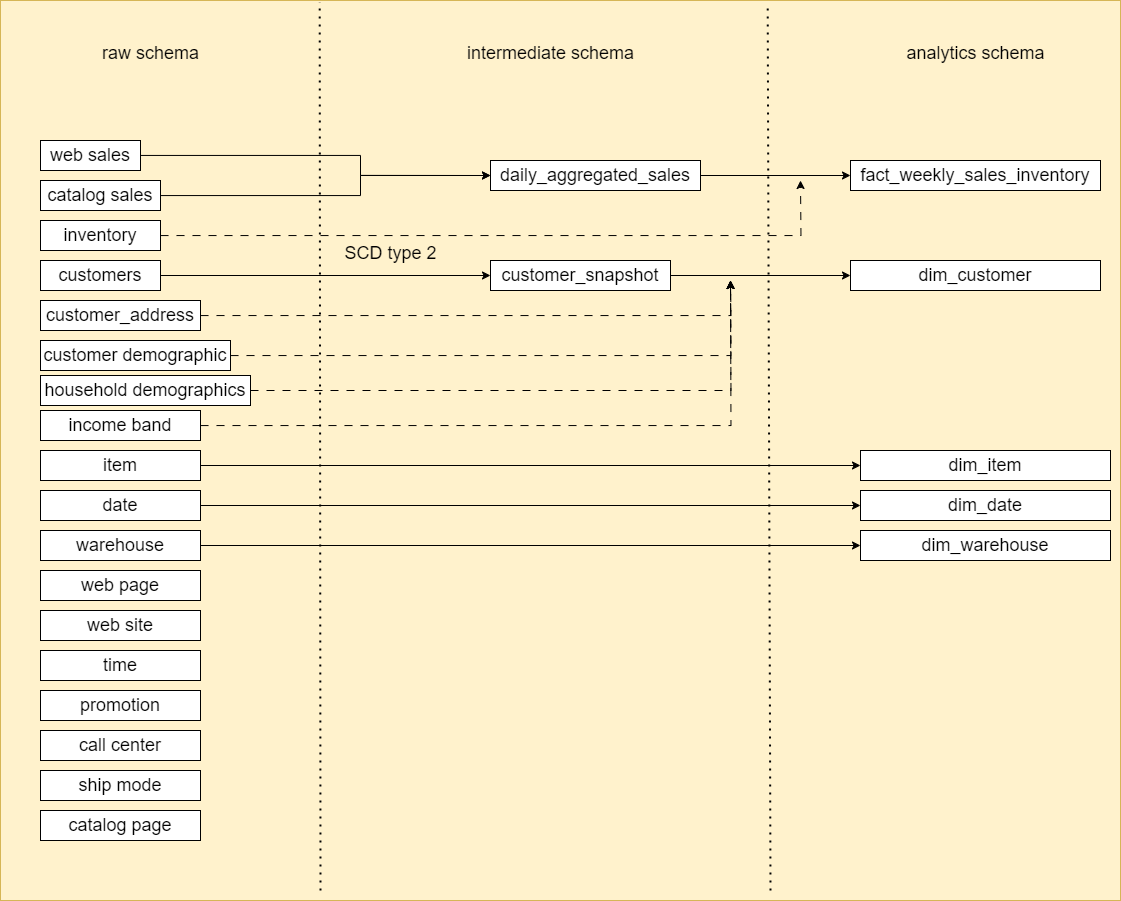 raw schema
intermediate schema
analytics schema
web sales
catalog sales
daily_aggregated_sales
fact_weekly_sales_inventory
inventory
SCD type 2
customers
customer_snapshot
dim_customer
customer_address
customer demographic
household demographics
income band
item
dim_item
date
dim_date
warehouse
dim_warehouse
web page
web site
time
promotion
call center
ship mode
catalog page